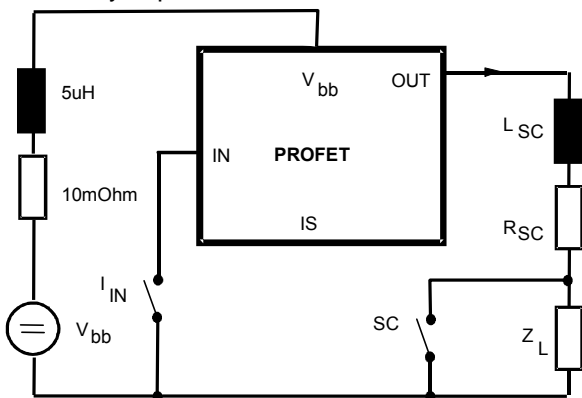 5uH
10mOhm
V bb
I IN
IN
V bb
OUT
PROFET
IS
L SC
R SC
SC
Z L